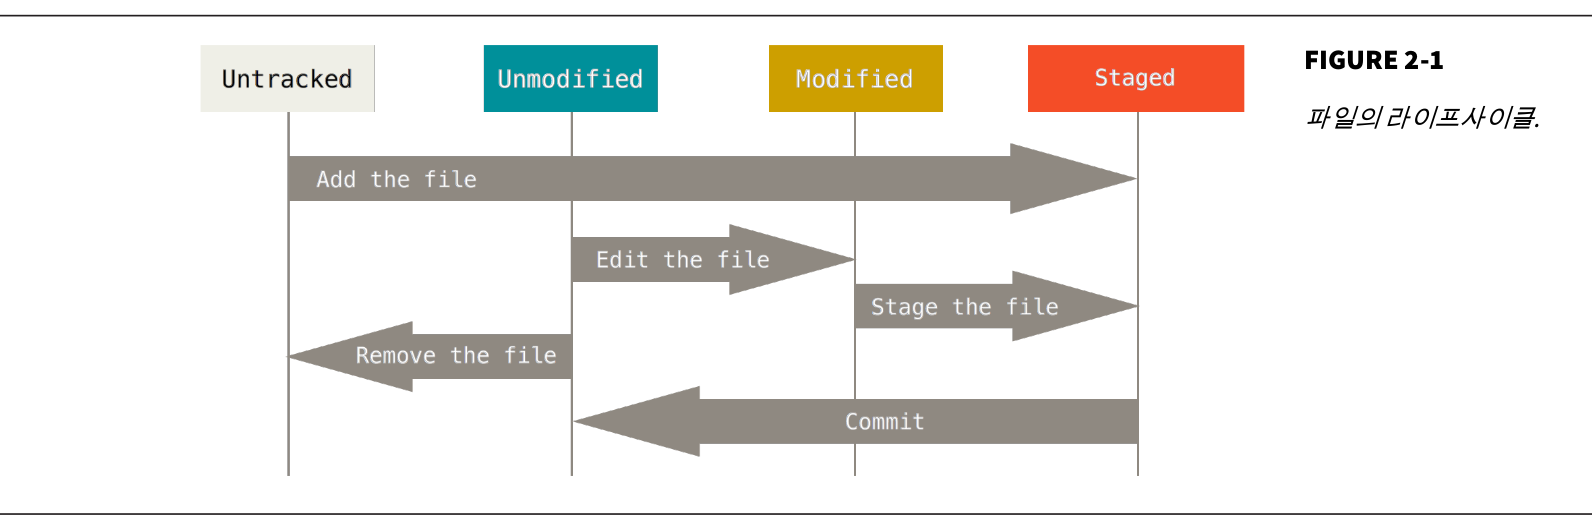 Untracked
Unmodified
Modified
Staged
FIGURE 2-1
파일의 라이프사이클.
Add the file
Edit the file
Stage the file
Remove the file
Commit